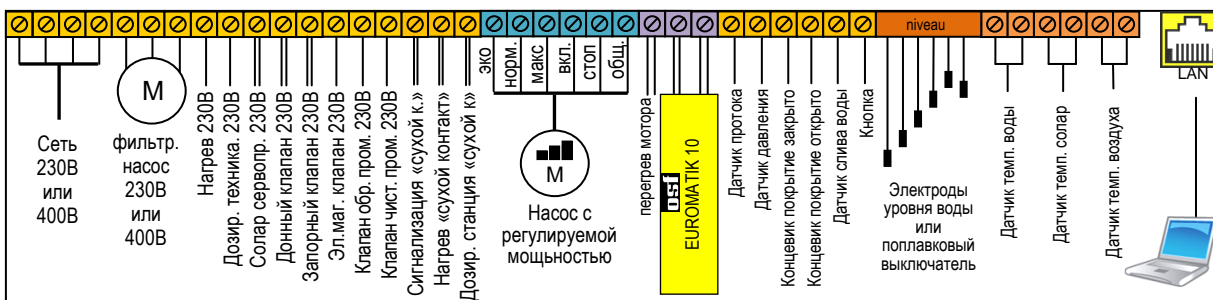 Сеть
230В
или
400В
M
фильтр.
насос
230В
или
400В
Нагрев 230В
Дозир. техника. 230В
Солар сервопр. 230В
Донный клапан 230В
Запорный клапан 230В
Эл.маг. клапан 230В
Клапан обр. пром. 230В
Клапан чист. пром. 230В
Сигнализация «сухой к.»
Нагрев «сухой контакт»
Дозир. станция «сухой к»
эко
норм.
макс
вкл.
стоп
общ.
M
Насос с
регулируемой
мощьностью
перегрев мотора
osf
EUROMATIK 10
Датчик протока
Датчик давления
Концевик покрытие закрыто
Концевик покрытие открыто
Датчик слива воды
Кнопка
niveau
Электроды
уровня воды
или
поплавковый
выключатель
Датчик темп. воды
Датчик темп. солар
Датчик темп. воздуха
LAN